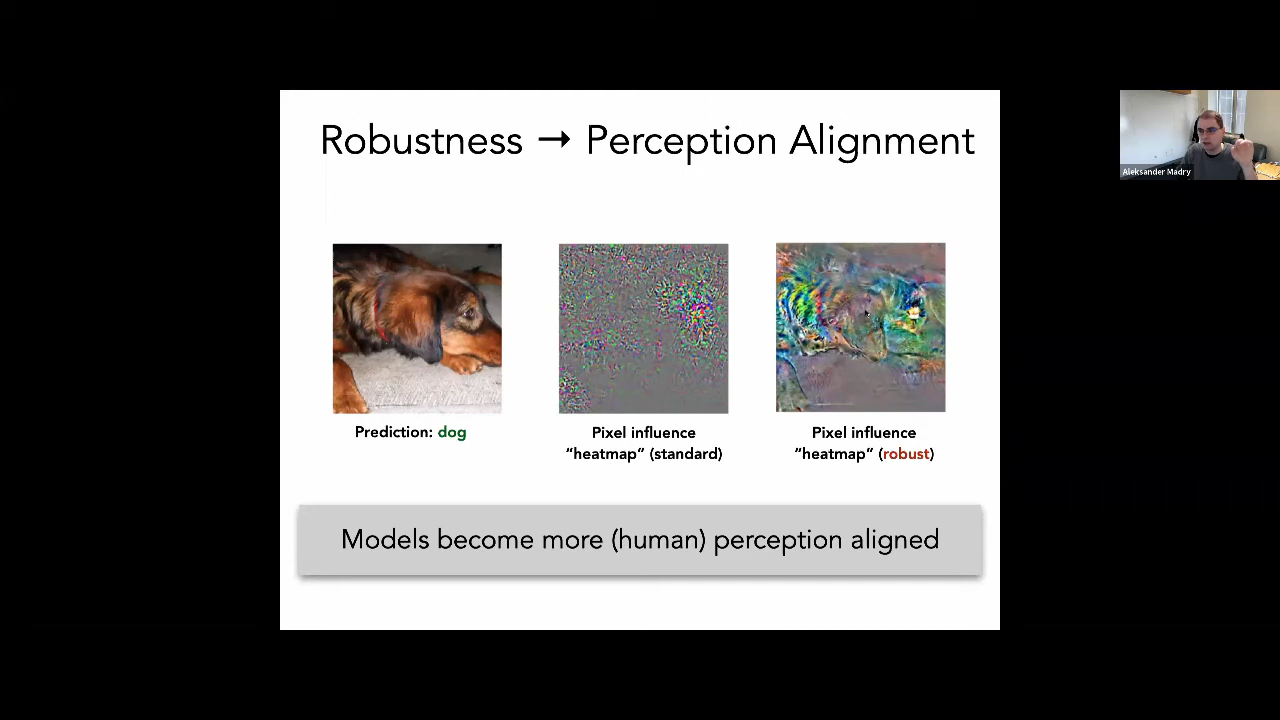 Robustness → Perception Alignment
Aleksander Madry
Prediction: dog
Pixel influence
“heatmap” (standard)
Pixel influence
“heatmap” (robust)
Models become more (human) perception aligned